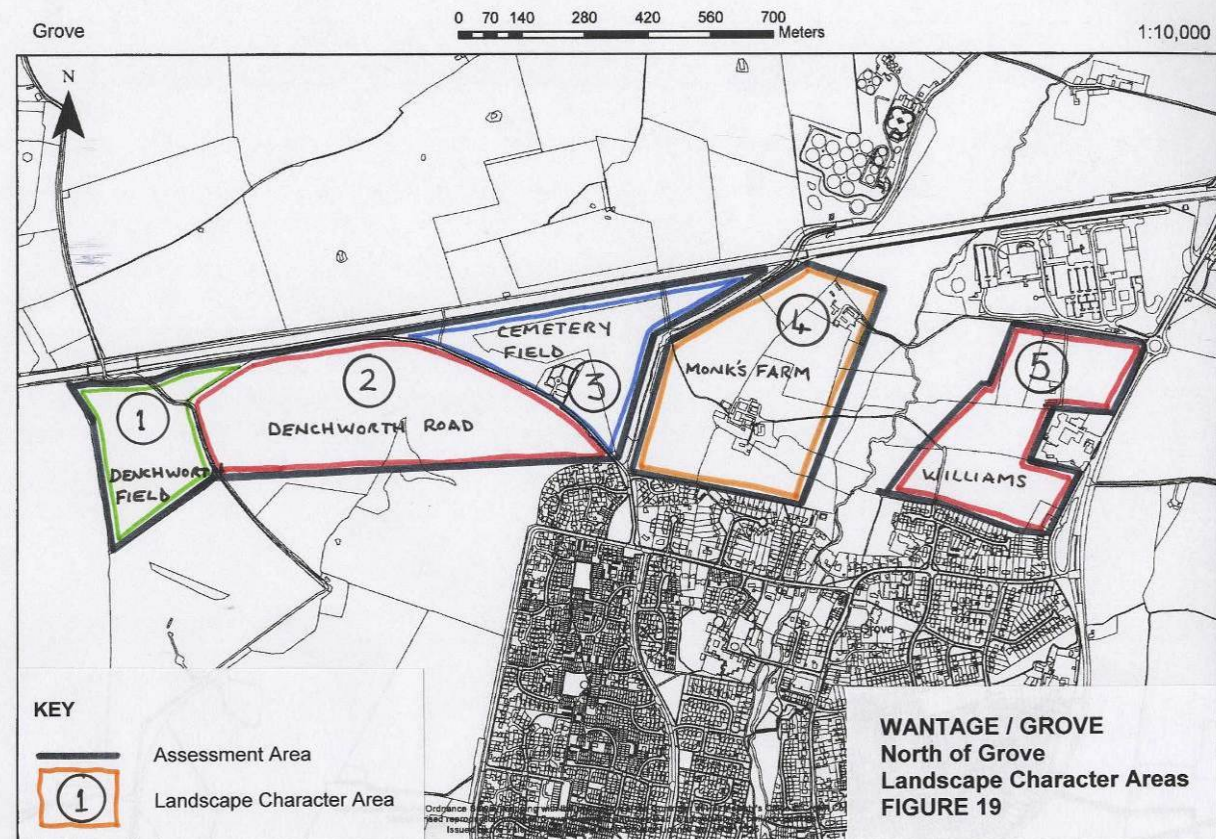 Grove
0 70 140 280 420 560 700
Meters
1:10,000
N
CEMETERY
FIELD
1
2
3
4
5
MONK'S FARM
DENCHWORTH ROAD
DENCHWORTH
FIELD
WILLIAMS
Grove
KEY
Assessment Area
1
Landscape Character Area
WANTAGE / GROVE
North of Grove
Landscape Character Areas
FIGURE 19
Ordnance